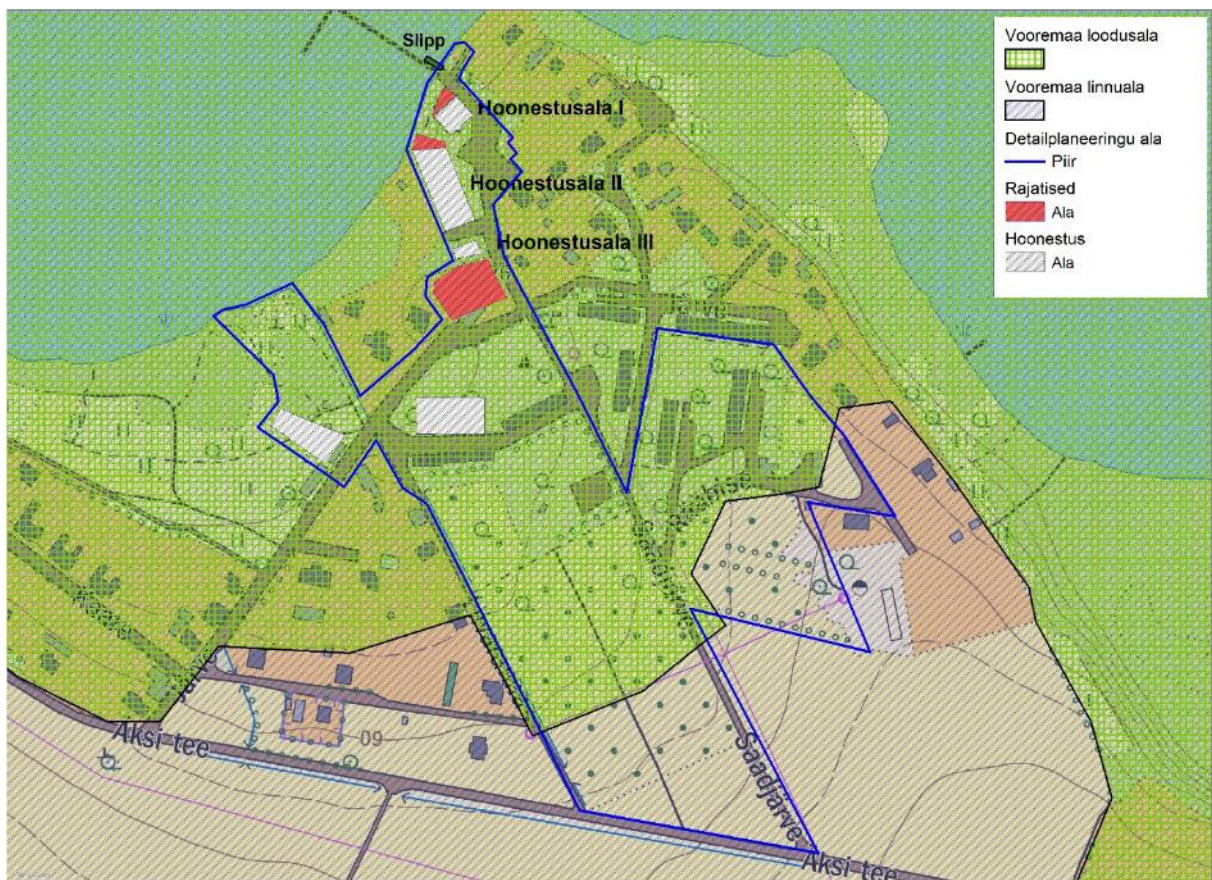 Slipp
Hoonestusala I
Hoonestusala II
Hoonestusala III
Vooremaa loodusala
Vooremaa linnuala
Detailplaneeringu ala
Piir
Rajatised
Ala
Hoonestus
Ala
09
Aksi tee
Saadjärve
Aksi tee